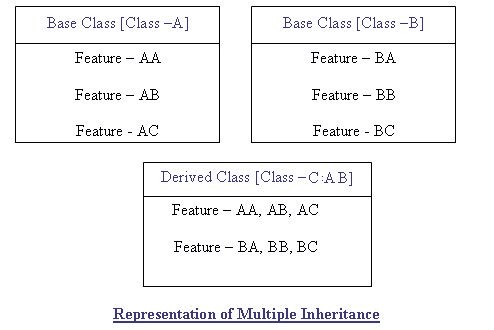 Base Class [Class –A]
Feature – AA
Feature – AB
Feature - AC
Base Class [Class –B]
Feature – BA
Feature – BB
Feature - BC
Derived Class [Class –C:A B]
Feature – AA, AB, AC
Feature – BA, BB, BC
Representation of Multiple Inheritance